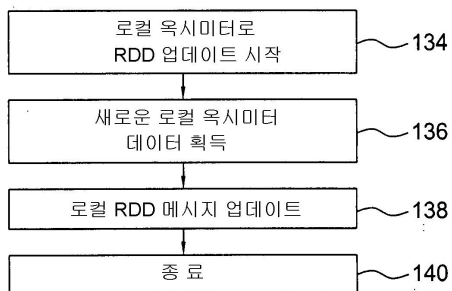 로컬 옥시미터로
RDD 업데이트 시작
134
새로운 로컬 옥시미터
데이터 획득
136
로컬 RDD 메시지 업데이트
138
종 료
140